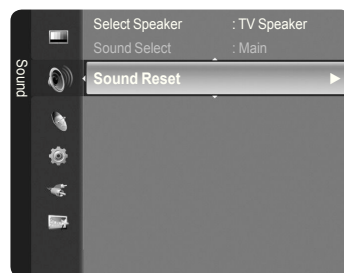 Sound
Select Speaker : TV Speaker
Sound Select : Main
Sound Reset